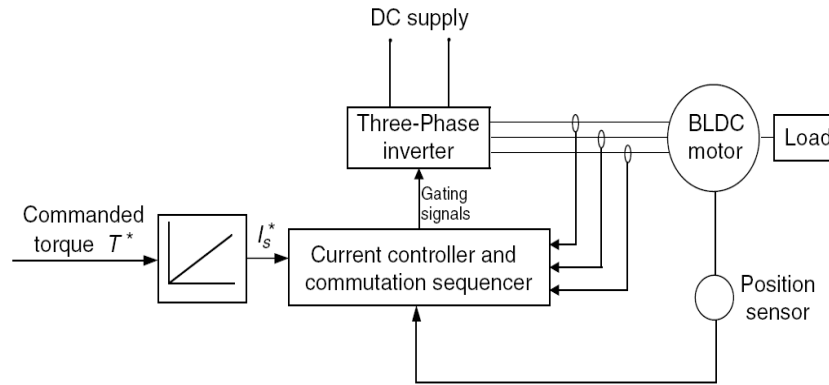 DC supply
Three-Phase
inverter
BLDC
motor
Load
Gating
signals
Commanded
torque T*
I_s*
Current controller and
commutation sequencer
Position
sensor